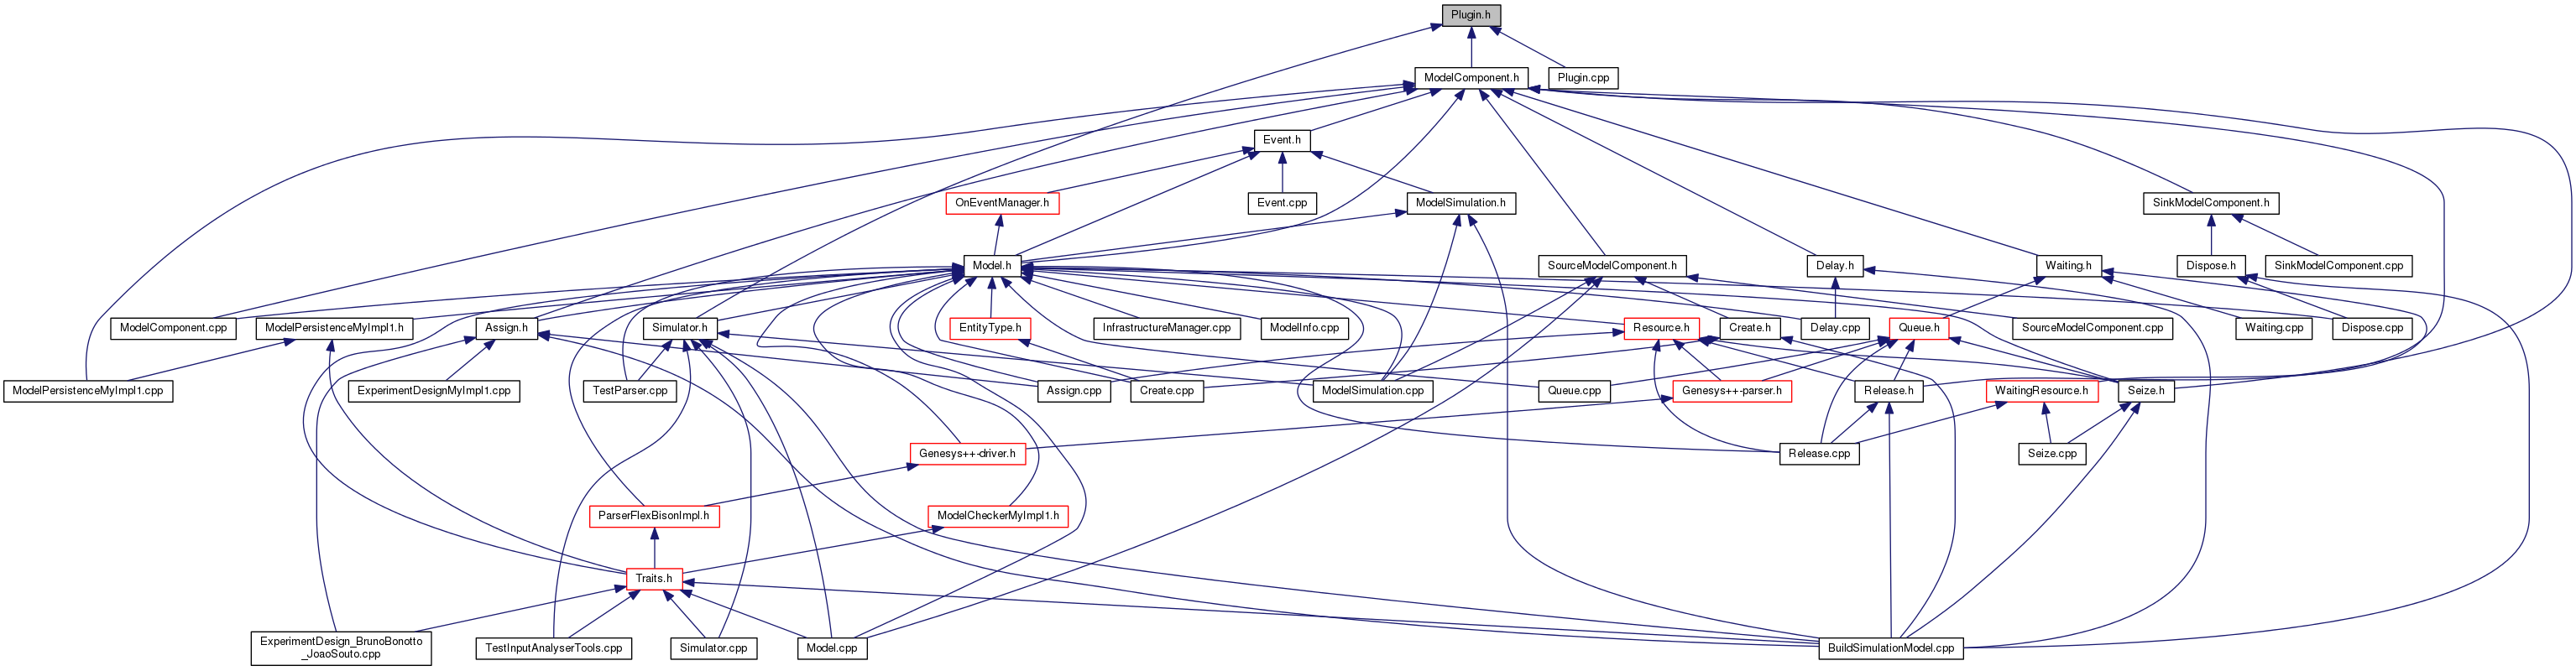 Plugin.h
ModelComponent.h
Plugin.cpp
Event.h
OnEventManager.h
Event.cpp
ModelSimulation.h
SinkModelComponent.h
Model.h
SourceModelComponent.h
Delay.h
Waiting.h
Dispose.h
SinkModelComponent.cpp
ModelComponent.cpp
ModelPersistenceMyImpl1.h
Assign.h
Simulator.h
EntityType.h
InfrastructureManager.cpp
ModelInfo.cpp
Resource.h
Create.h
Delay.cpp
Queue.h
SourceModelComponent.cpp
Waiting.cpp
Dispose.cpp
ModelPersistenceMyImpl1.cpp
ExperimentDesignMyImpl1.cpp
TestParser.cpp
Assign.cpp
Create.cpp
ModelSimulation.cpp
Queue.cpp
Genesys++-parser.h
Release.h
WaitingResource.h
Seize.h
Genesys++-driver.h
Release.cpp
Seize.cpp
ParserFlexBisonImpl.h
ModelCheckerMyImpl1.h
Traits.h
ExperimentDesign_BrunoBonotto
_JoaoSouto.cpp
TestInputAnalyserTools.cpp
Simulator.cpp
Model.cpp
BuildSimulationModel.cpp